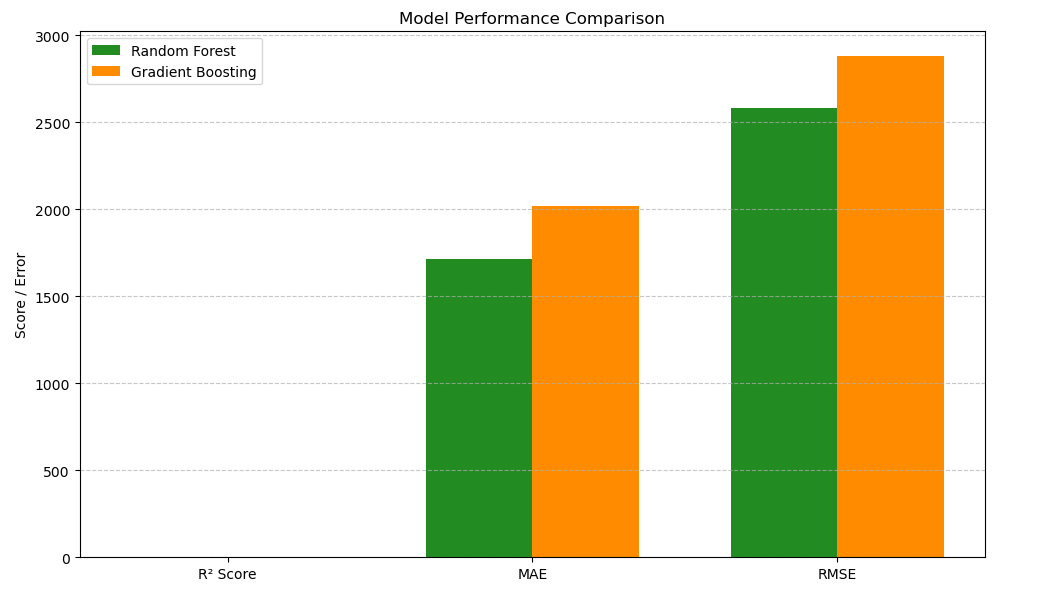 Model Performance Comparison
Random Forest
Gradient Boosting
Score / Error
3000
2500
2000
1500
1000
500
0
R² Score
MAE
RMSE